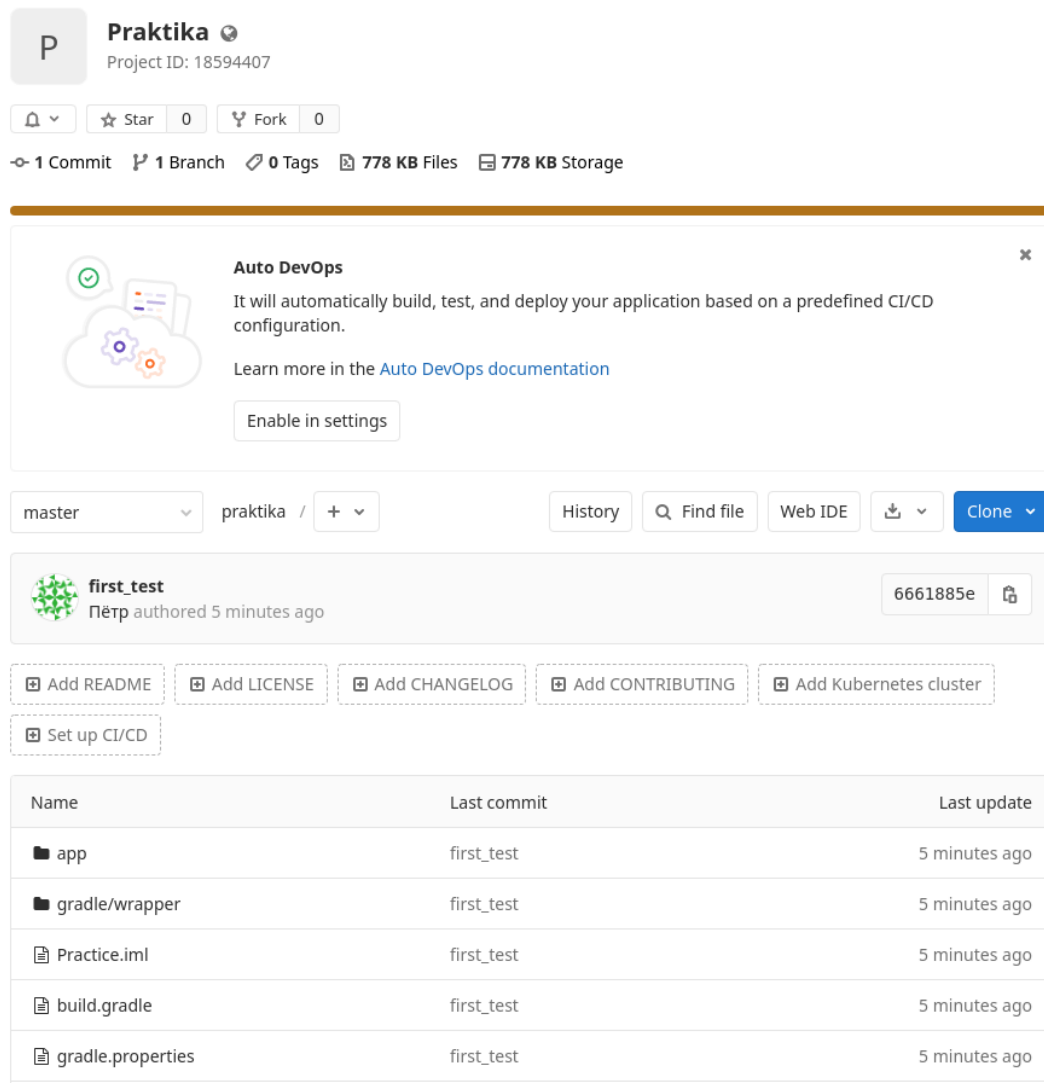 P
Praktika
Project ID: 18594407
Star 0 Fork 0
1 Commit 1 Branch 0 Tags 778 KB Files 778 KB Storage
Auto DevOps
It will automatically build, test, and deploy your application based on a predefined CI/CD
configuration.
Learn more in the Auto DevOps documentation
Enable in settings
master praktika / + History Find file Web IDE Clone
first_test
Пётр authored 5 minutes ago
6661885e
Add README Add LICENSE Add CHANGELOG Add CONTRIBUTING Add Kubernetes cluster
Set up CI/CD
Name Last commit Last update
app first_test 5 minutes ago
gradle/wrapper first_test 5 minutes ago
Practice.iml first_test 5 minutes ago
build.gradle first_test 5 minutes ago
gradle.properties first_test 5 minutes ago